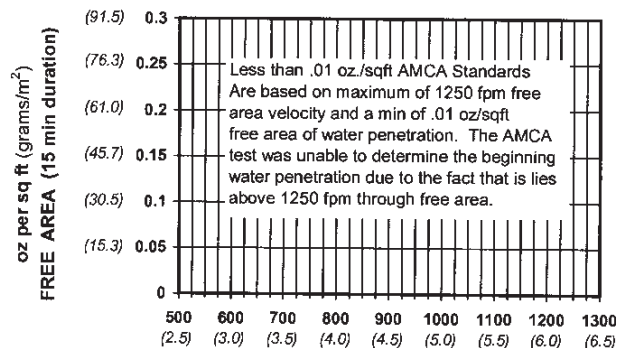 oz per sq ft (grams/m²)
FREE AREA (15 min duration)
(91.5) 0.3
(76.3) 0.25
(61.0) 0.2
(45.7) 0.15
(30.5) 0.1
(15.3) 0.05
0
Less than .01 oz./sqft AMCA Standards
Are based on maximum of 1250 fpm free
area velocity and a min of .01 oz/sqft
free area of water penetration. The AMCA
test was unable to determine the beginning
water penetration due to the fact that is lies
above 1250 fpm through free area.
500 600 700 800 900 1000 1100 1200 1300
(2.5) (3.0) (3.5) (4.0) (4.5) (5.0) (5.5) (6.0) (6.5)